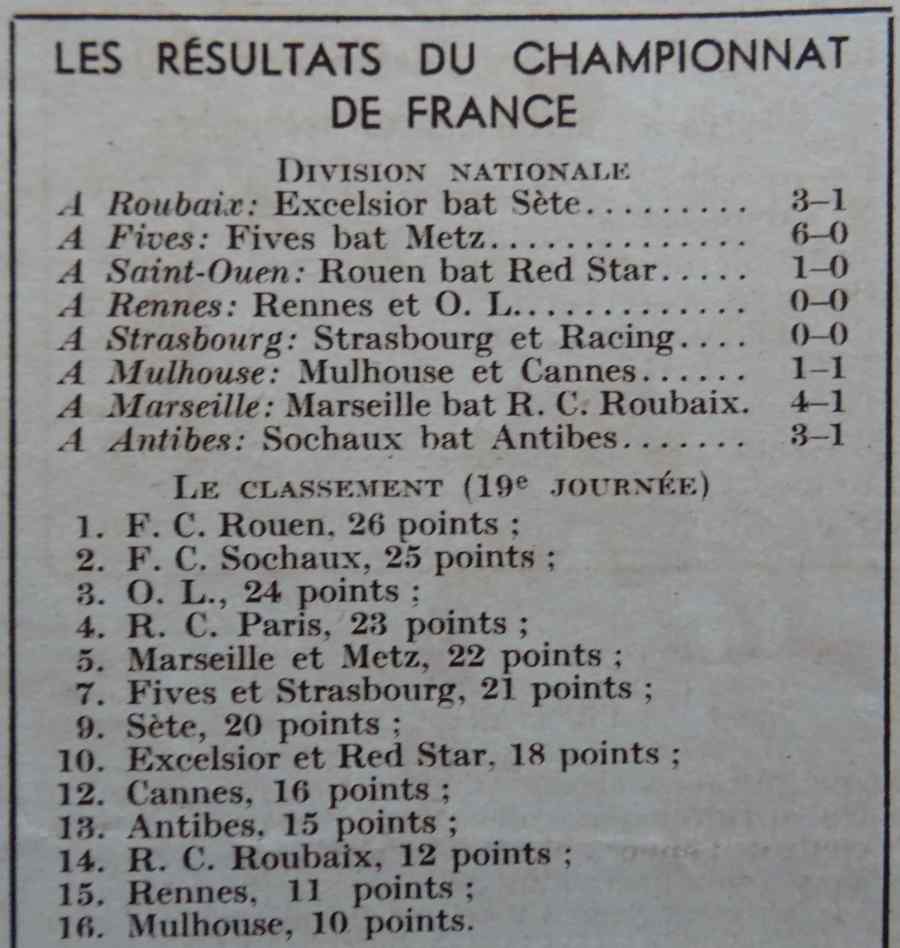 LES RÉSULTATS DU CHAMPIONNAT
DE FRANCE
DIVISION NATIONALE
A Roubaix: Excelsior bat Sète......... 3–1
A Fives: Fives bat Metz.............. 6–0
A Saint-Ouen: Rouen bat Red Star..... 1–0
A Rennes: Rennes et O. L............. 0–0
A Strasbourg: Strasbourg et Racing.... 0–0
A Mulhouse: Mulhouse et Cannes...... 1–1
A Marseille: Marseille bat R. C. Roubaix. 4–1
A Antibes: Sochaux bat Antibes....... 3–1
LE CLASSEMENT (19e JOURNÉE)
1. F. C. Rouen, 26 points ;
2. F. C. Sochaux, 25 points ;
3. O. L., 24 points ;
4. R. C. Paris, 23 points ;
5. Marseille et Metz, 22 points ;
7. Fives et Strasbourg, 21 points ;
9. Sète, 20 points ;
10. Excelsior et Red Star, 18 points ;
12. Cannes, 16 points ;
13. Antibes, 15 points ;
14. R. C. Roubaix, 12 points ;
15. Rennes, 11 points ;
16. Mulhouse, 10 points.